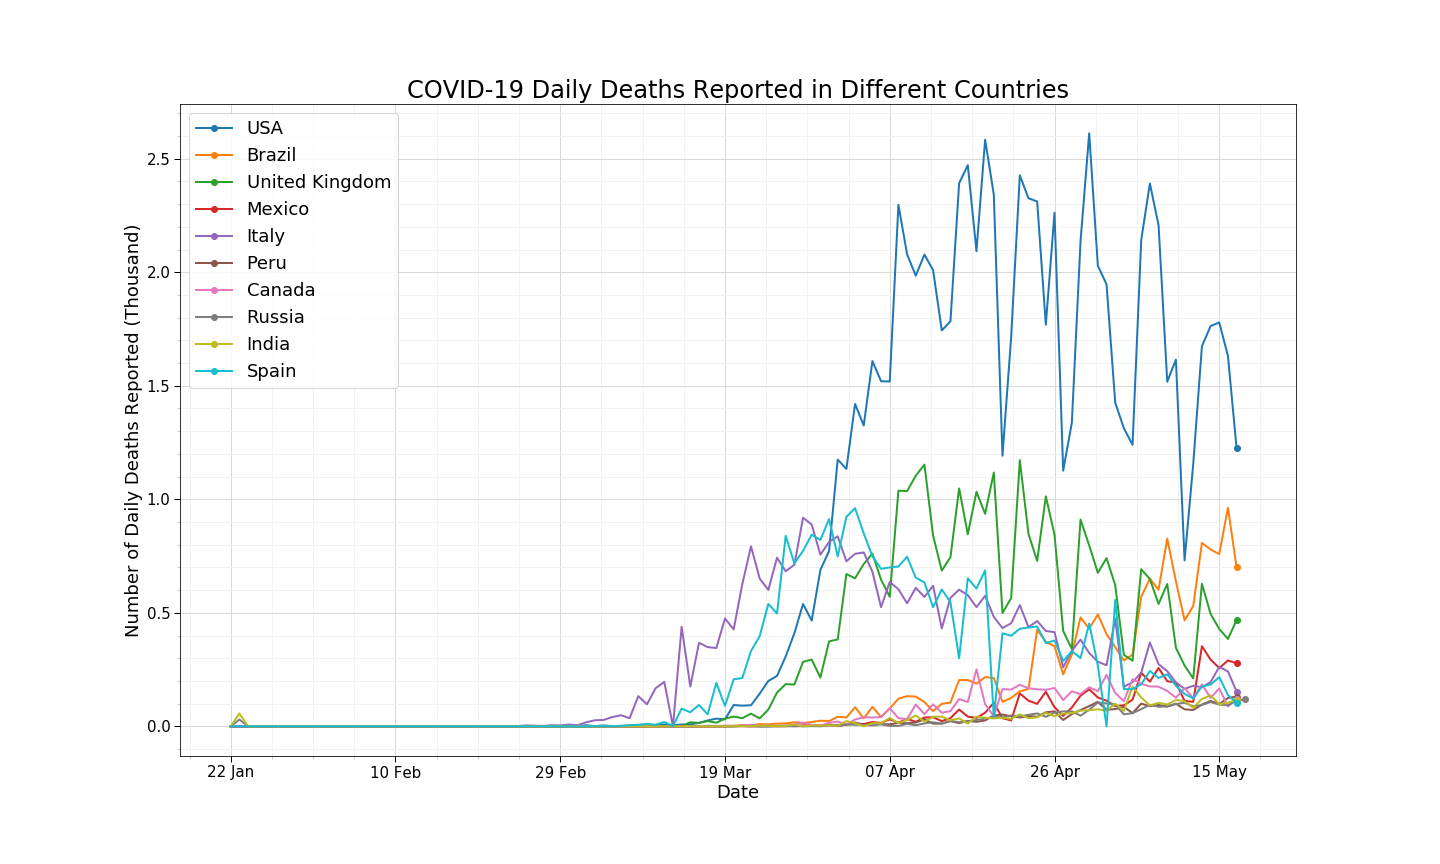 COVID-19 Daily Deaths Reported in Different Countries
USA
Brazil
United Kingdom
Mexico
Italy
Peru
Canada
Russia
India
Spain
Number of Daily Deaths Reported (Thousand)
2.5
2.0
1.5
1.0
0.5
0.0
22 Jan
10 Feb
29 Feb
19 Mar
07 Apr
26 Apr
15 May
Date